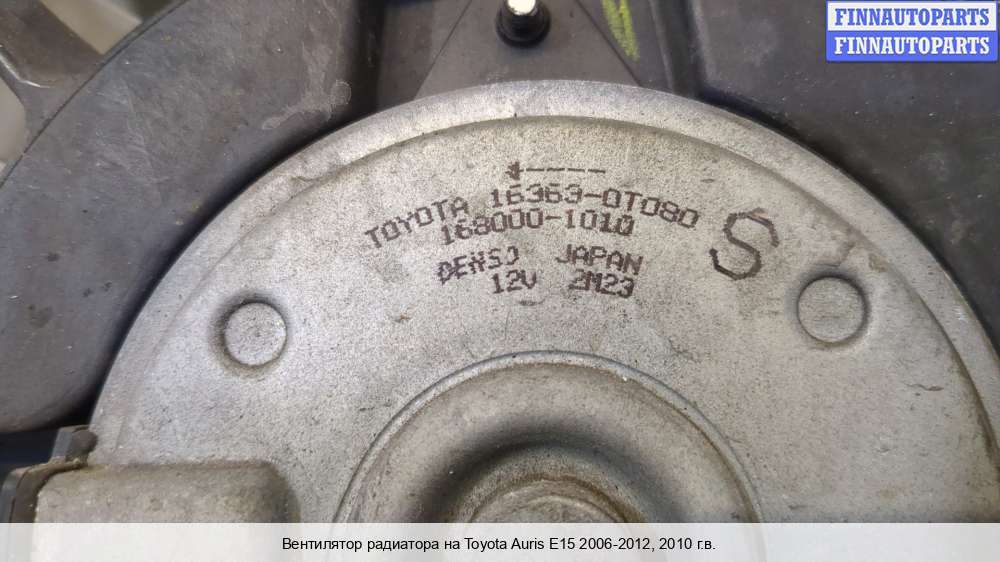 FINNAUTOPARTS
FINNAUTOPARTS
TOYOTA 16363-0T080
168000-1010
S
DENSO JAPAN
12V 2M23
Вентилятор радиатора на Toyota Auris E15 2006-2012, 2010 г.в.